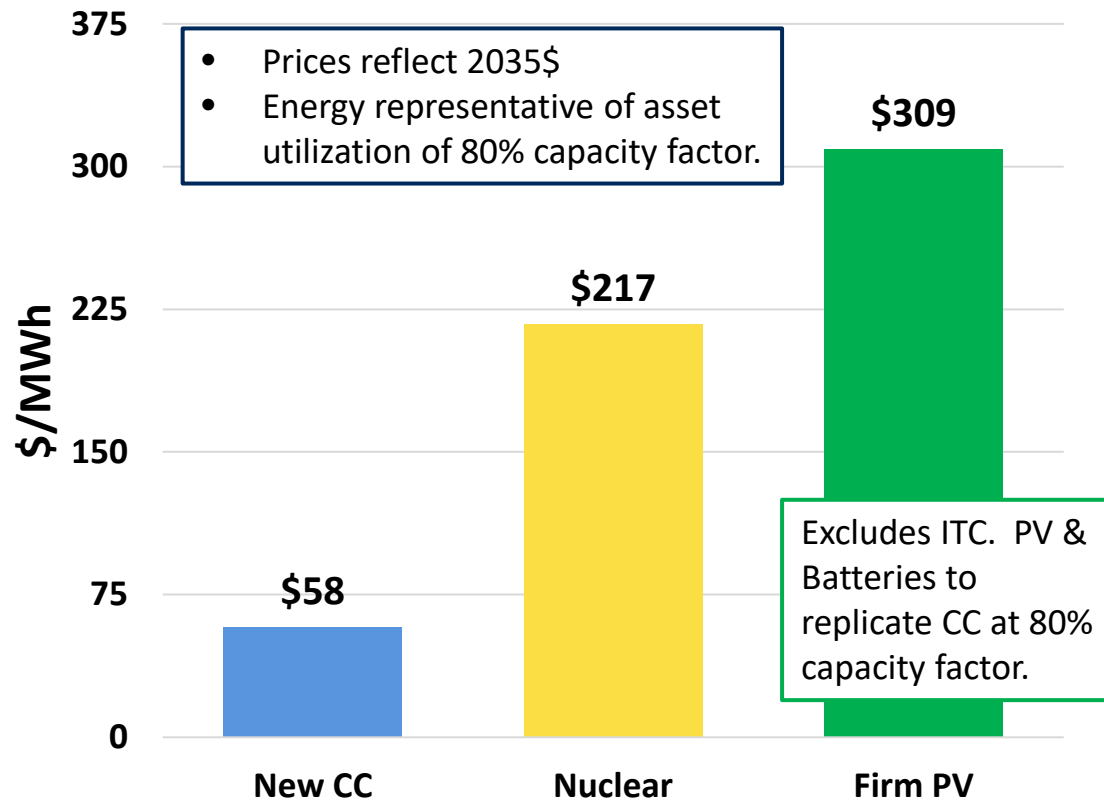 $/MWh
375
300
225
150
75
0
• Prices reflect 2035$
• Energy representative of asset
utilization of 80% capacity factor.
$58
$217
$309
Excludes ITC.  PV &
Batteries to
replicate CC at 80%
capacity factor.
New CC
Nuclear
Firm PV